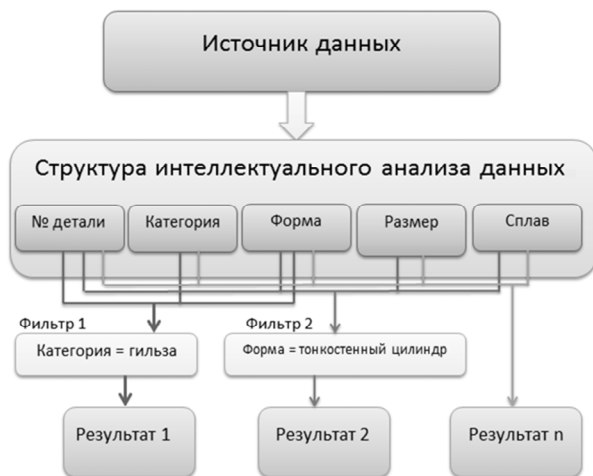 Источник данных
Структура интеллектуального анализа данных
№ детали
Категория
Форма
Размер
Сплав
Фильтр 1
Фильтр 2
Категория = гильза
Форма = тонкостенный цилиндр
Результат 1
Результат 2
Результат n